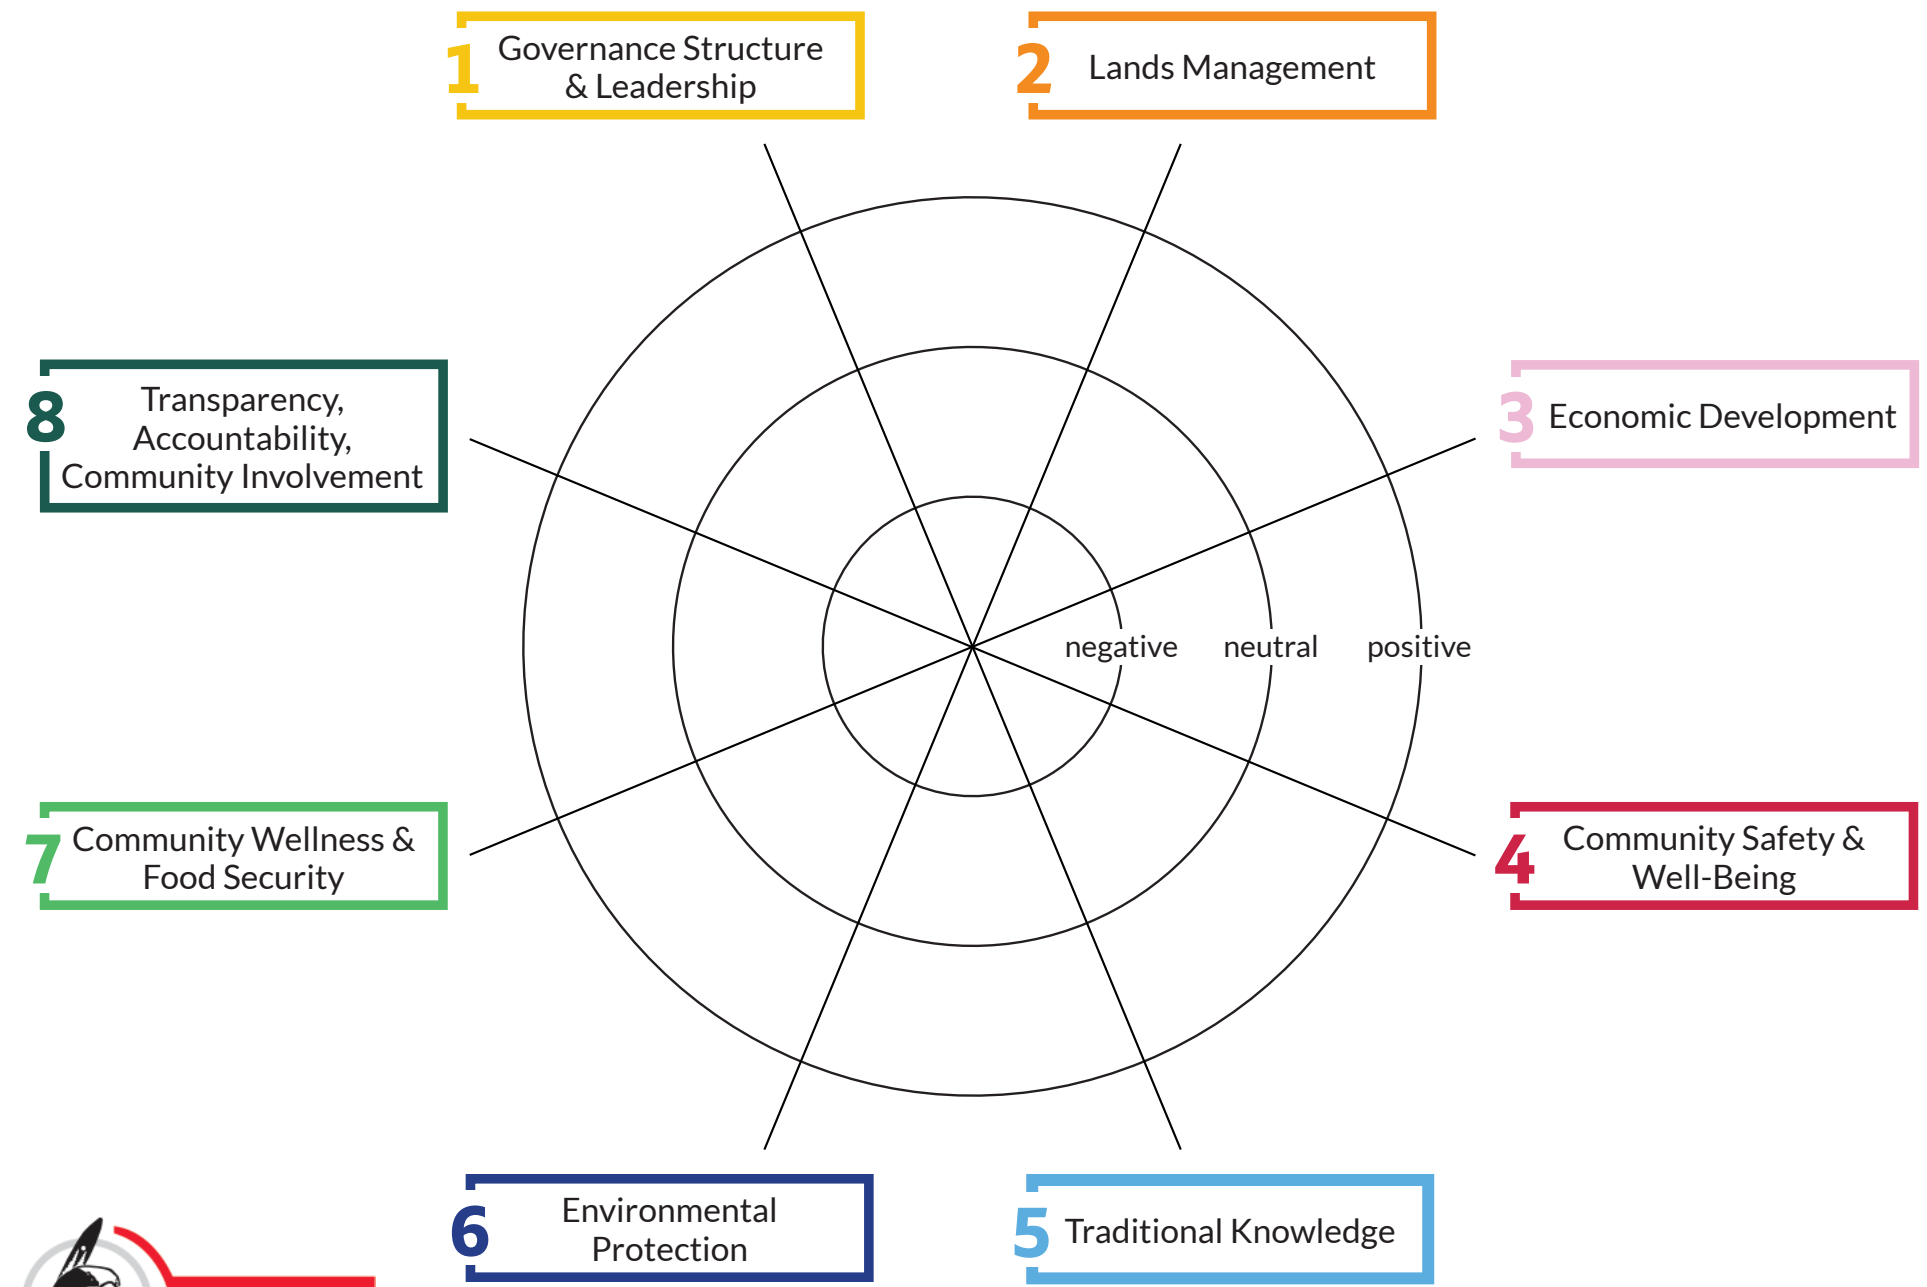 1
Governance Structure
& Leadership
2
Lands Management
8
Transparency,
Accountability,
Community Involvement
3
Economic Development
negative
neutral
positive
7
Community Wellness &
Food Security
4
Community Safety &
Well-Being
6
Environmental
Protection
5
Traditional Knowledge